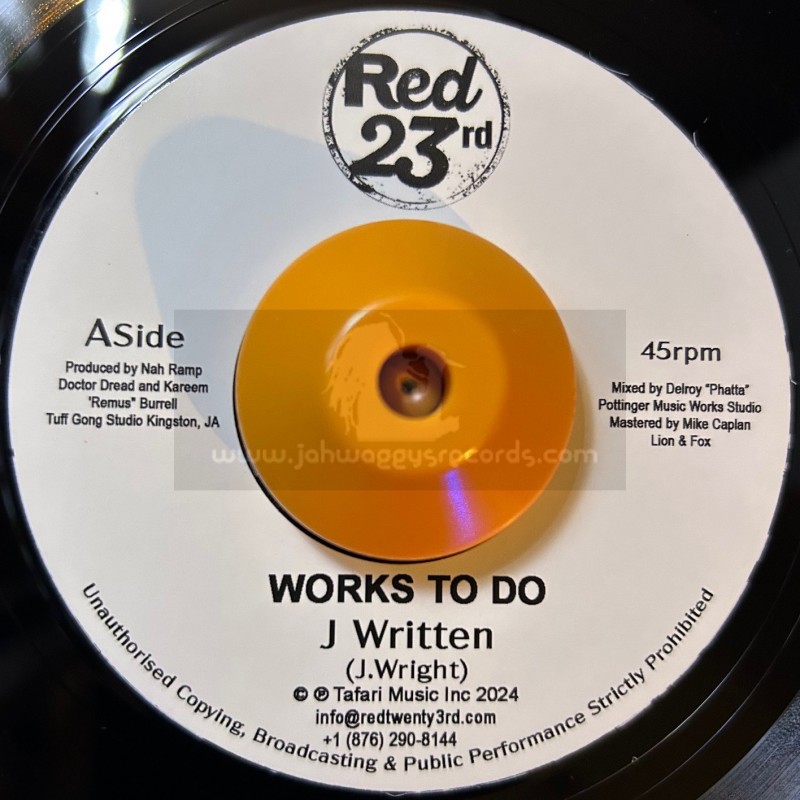 Red
23rd
ASide
Produced by Nah Ramp
Doctor Dread and Kareem
'Remus" Burrell
Tuff Gong Studio Kingston, JA
45rpm
Mixed by Delroy "Phatta"
Pottinger Music Works Studio
Mastered by Mike Caplan
Lion & Fox
www.jahwaggysrecords.com
WORKS TO DO
J Written
(J.Wright)
© ℗ Tafari Music Inc 2024
info@redtwenty3rd.com
+1 (876) 290-8144
Unauthorised Copying, Broadcasting & Public Performance Strictly Prohibited